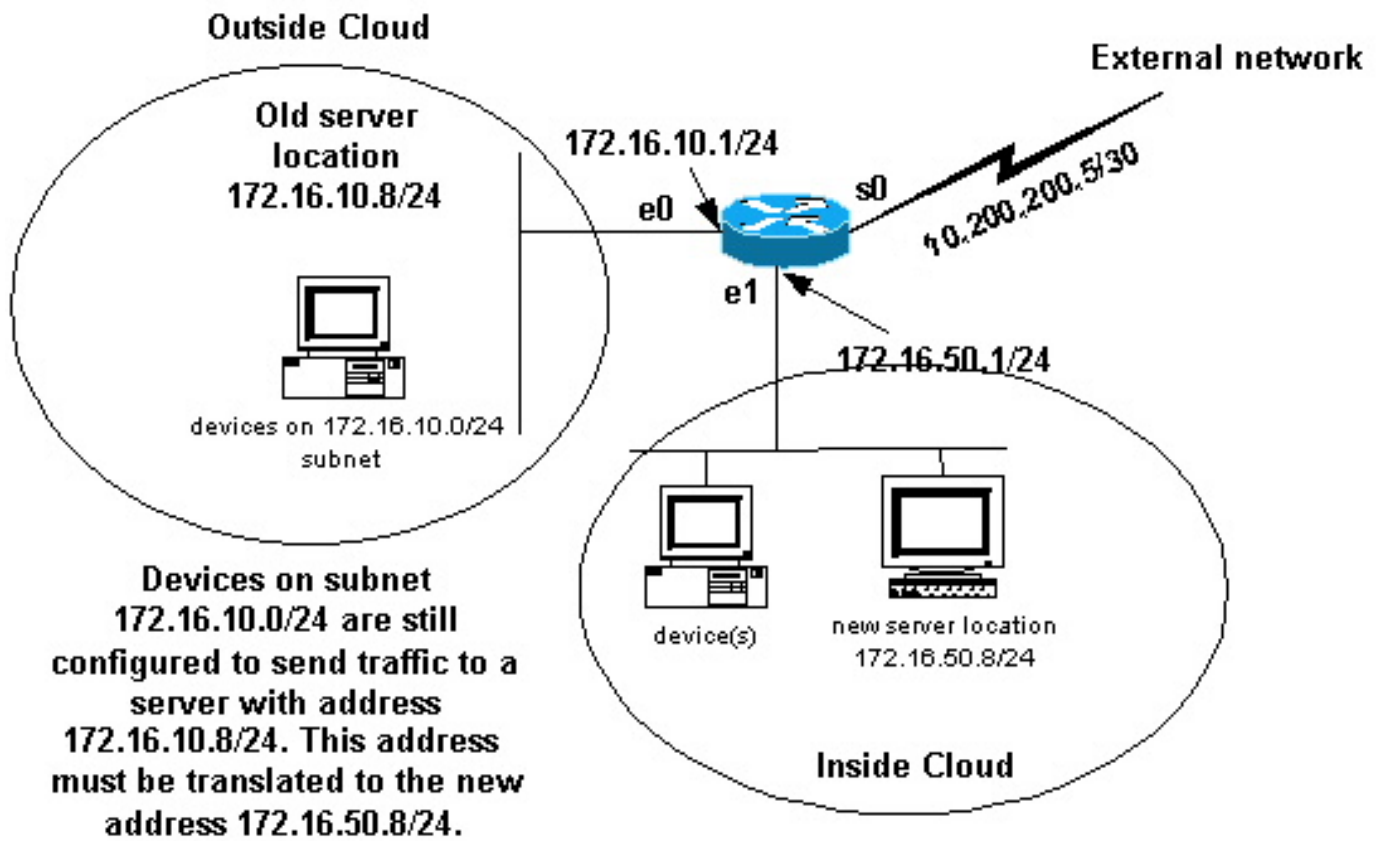 Outside Cloud
External network
Old server
location
172.16.10.8/24
172.16.10.1/24
e0
s0
10.200.200.5/30
e1
172.16.50.1/24
devices on 172.16.10.0/24
subnet
device(s)
new server location
172.16.50.8/24
Inside Cloud
Devices on subnet
172.16.10.0/24 are still
configured to send traffic to a
server with address
172.16.10.8/24. This address
must be translated to the new
address 172.16.50.8/24.